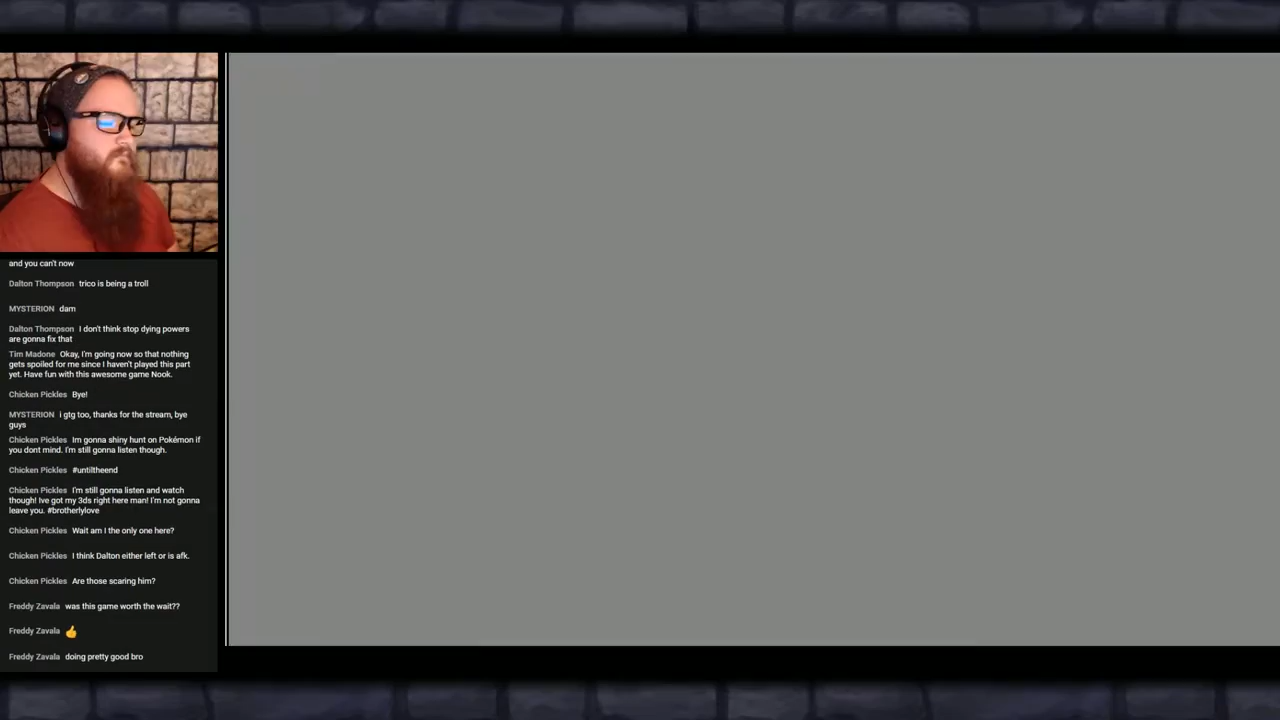 and you can't now
Dalton Thompson trico is being a troll
MYSTERION dam
Dalton Thompson I don't think stop dying powers
are gonna fix that
Tim Madone Okay, I'm going now so that nothing
gets spoiled for me since I haven't played this part
yet. Have fun with this awesome game Nook.
Chicken Pickles Bye!
MYSTERION i gtg too, thanks for the stream, bye
guys
Chicken Pickles Im gonna shiny hunt on Pokémon if
you dont mind. I'm still gonna listen though.
Chicken Pickles #untiltheend
Chicken Pickles I'm still gonna listen and watch
though! Ive got my 3ds right here man! I'm not gonna
leave you. #brotherlylove
Chicken Pickles Wait am I the only one here?
Chicken Pickles I think Dalton either left or is afk.
Chicken Pickles Are those scaring him?
Freddy Zavala was this game worth the wait??
Freddy Zavala 👍
Freddy Zavala doing pretty good bro